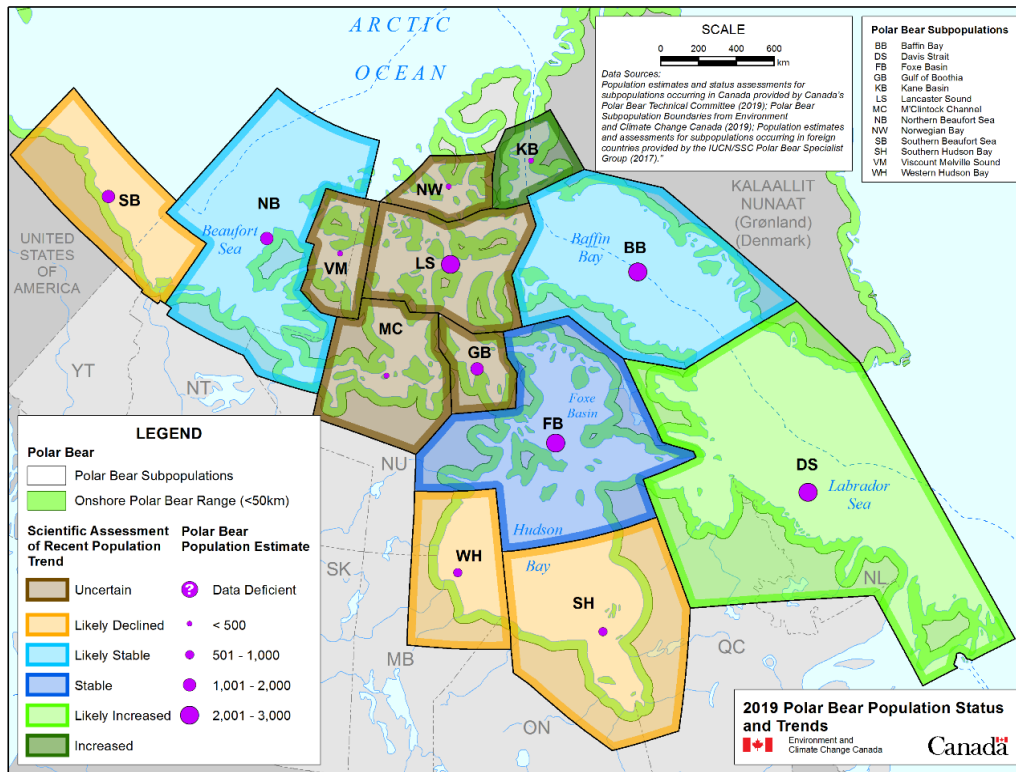 ARCTIC
OCEAN
SCALE
0 200 400 600
km
Data Sources:
Population estimates and status assessments for
subpopulations occurring in Canada provided by Canada's
Polar Bear Technical Committee (2019); Polar Bear
Subpopulation Boundaries from Environment
and Climate Change Canada (2019); Population estimates
and assessments for subpopulations occurring in foreign
countries provided by the IUCN/SSC Polar Bear Specialist
Group (2017)."
Polar Bear Subpopulations
BB Baffin Bay
DS Davis Strait
FB Foxe Basin
GB Gulf of Boothia
KB Kane Basin
LS Lancaster Sound
MC M'Clintock Channel
NB Northern Beaufort Sea
NW Norwegian Bay
SB Southern Beaufort Sea
SH Southern Hudson Bay
VM Viscount Melville Sound
WH Western Hudson Bay
KB
NW
KALAALLIT
NUNAAT
(Grønland)
(Denmark)
SB
NB
Beaufort
Sea
UNITED
STATES
OF
AMERICA
VM
LS
Baffin
Bay
BB
MC
GB
YT
NT
Foxe
Basin
FB
NU
DS
Labrador
Sea
Hudson
Bay
WH
SH
SK
MB
ON
QC
NL
LEGEND
Polar Bear
Polar Bear Subpopulations
Onshore Polar Bear Range (<50km)
Scientific Assessment
of Recent Population
Trend
Uncertain
Likely Declined
Likely Stable
Stable
Likely Increased
Increased
Polar Bear
Population Estimate
? Data Deficient
< 500
501 - 1,000
1,001 - 2,000
2,001 - 3,000
2019 Polar Bear Population Status
and Trends
Environment and
Climate Change Canada
Canada